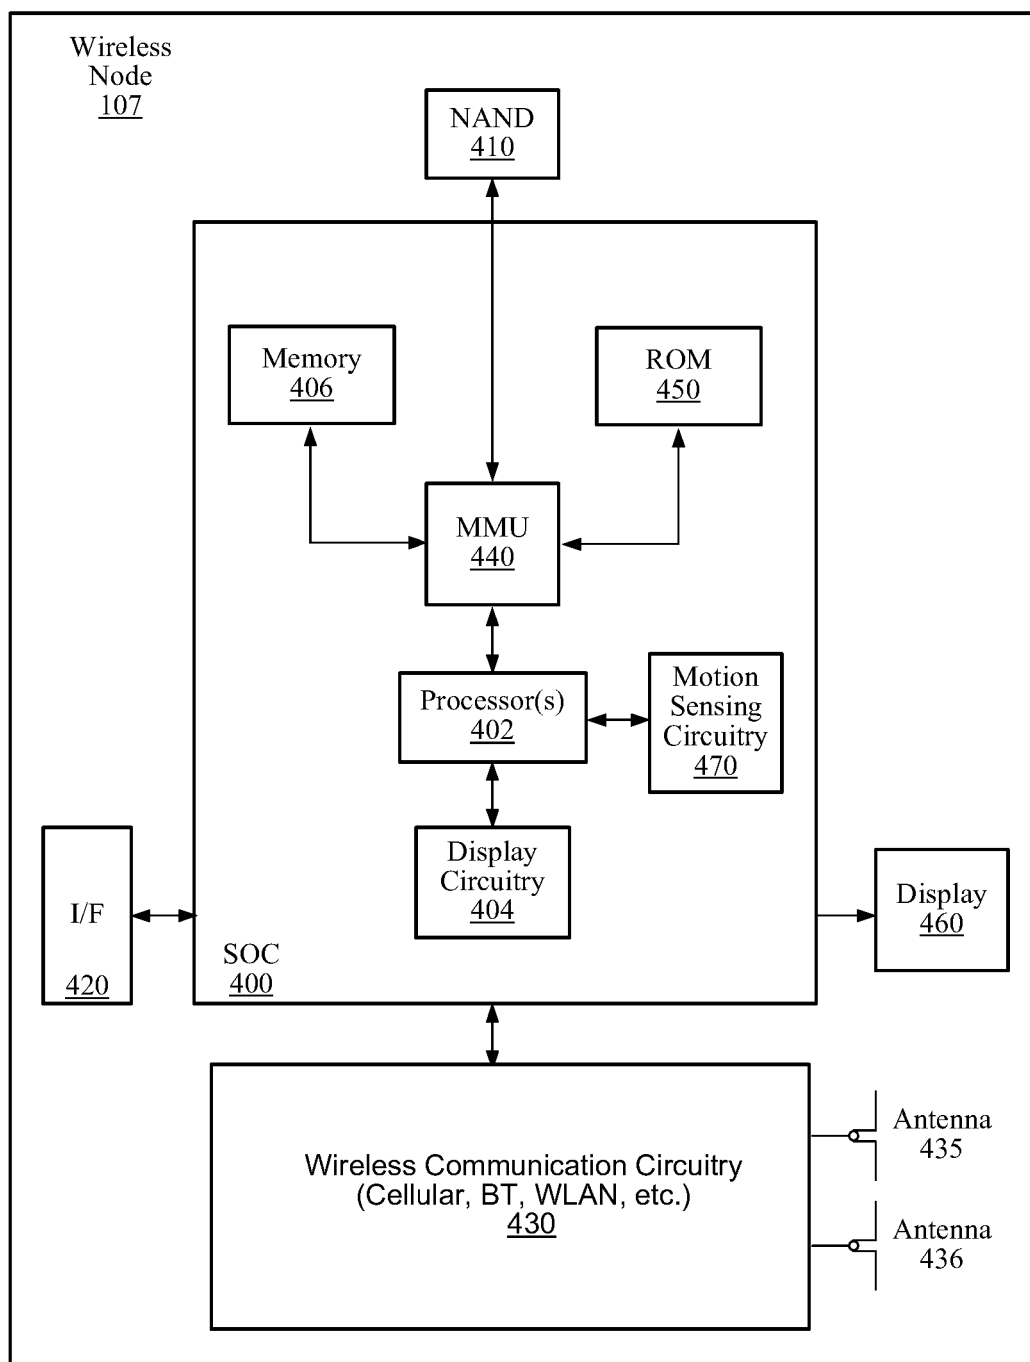 Wireless
Node
107
NAND
410
Memory
406
ROM
450
MMU
440
Processor(s)
402
Motion
Sensing
Circuitry
470
Display
Circuitry
404
I/F
420
SOC
400
Display
460
Wireless Communication Circuitry
(Cellular, BT, WLAN, etc.)
430
Antenna
435
Antenna
436